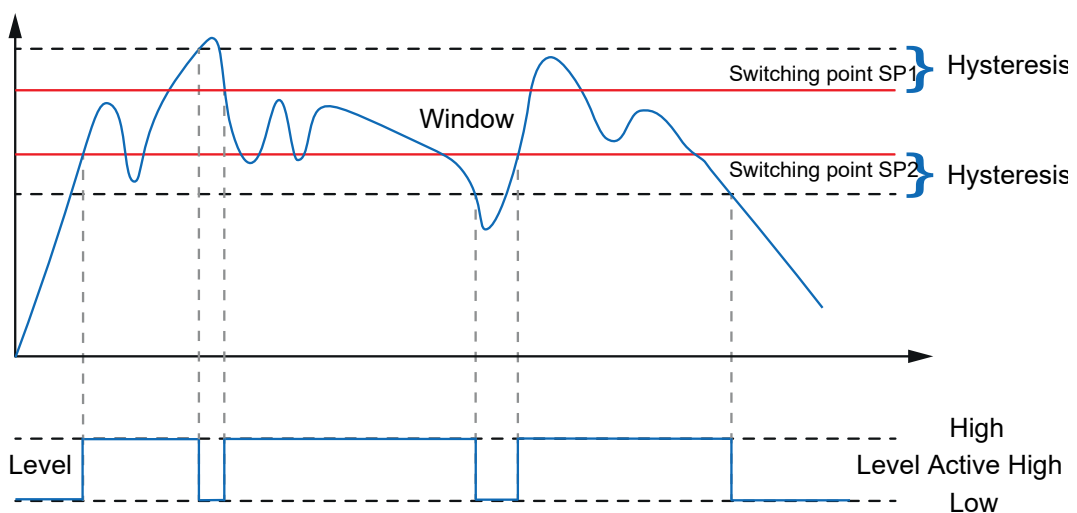 Hysteresis
Switching point SP1
Window
Switching point SP2
Hysteresis
High
Level
Level Active High
Low